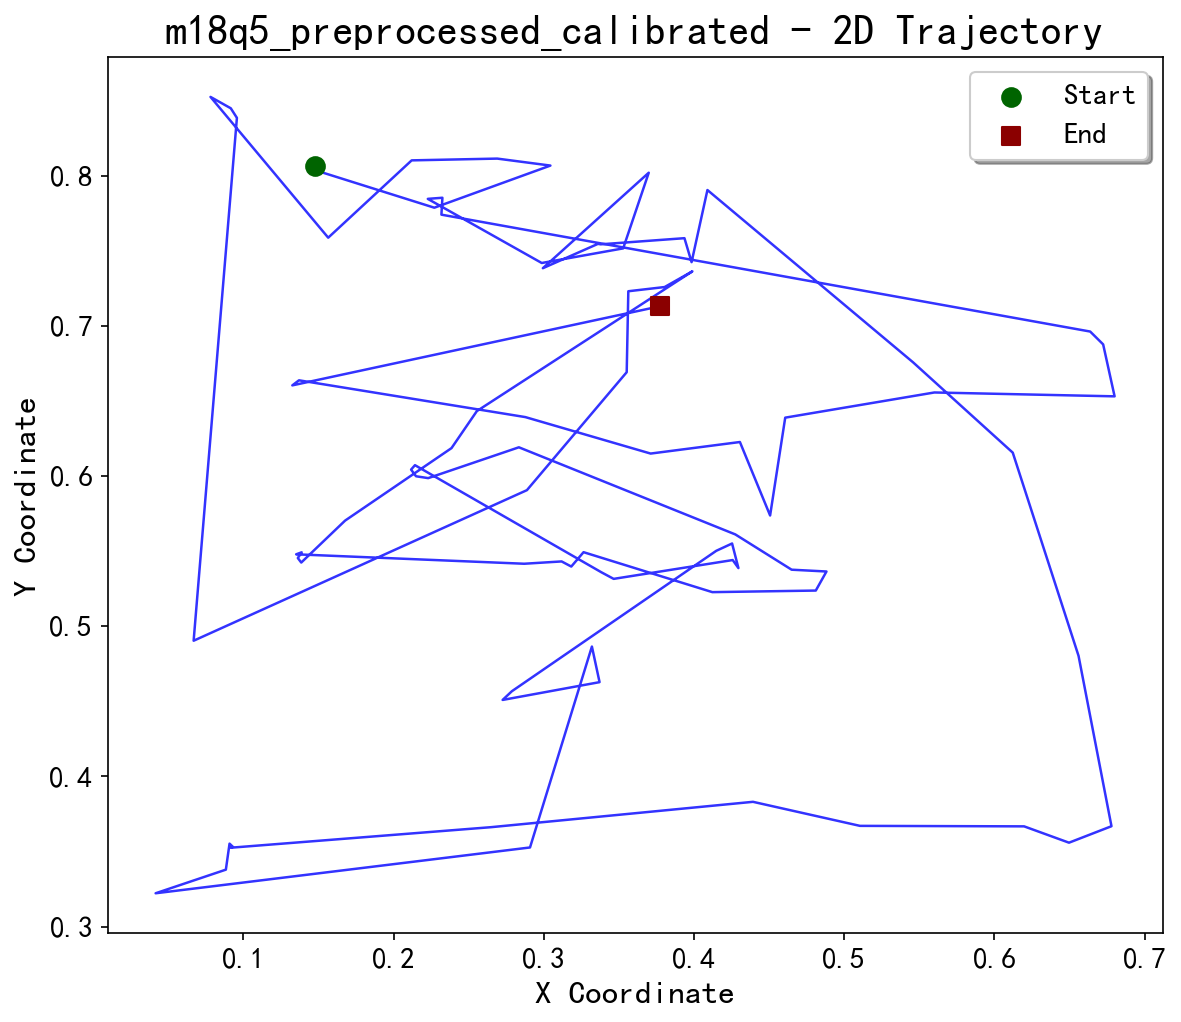 m18q5_preprocessed_calibrated - 2D Trajectory
Start
End
Y Coordinate
0.8
0.7
0.6
0.5
0.4
0.3
0.1 0.2 0.3 0.4 0.5 0.6 0.7
X Coordinate